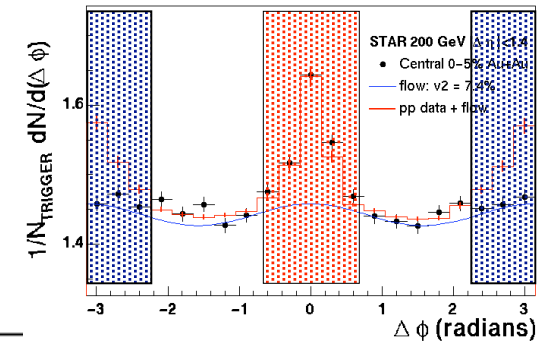 STAR 200 GeV |Δ η|<1.4
Central 0-5% Au+Au
flow: v2 = 7.4%
pp data + flow
1/N_TRIGGER dN/d(Δ φ)
1.6
1.4
-3 -2 -1 0 1 2 3
Δ φ (radians)